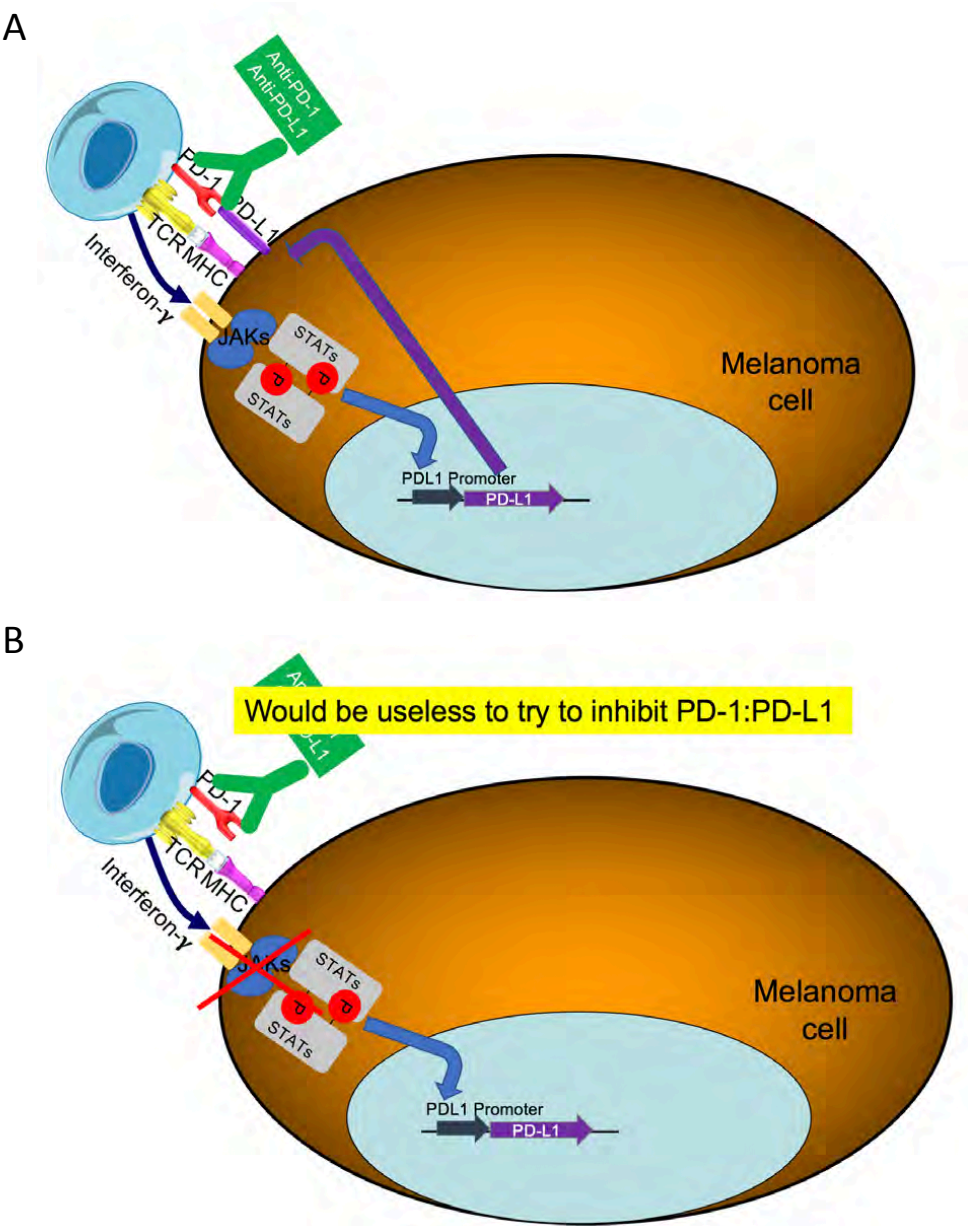 A
Anti-PD-1
Anti-PD-L1
PD-1
PD-L1
TCR
MHC
Interferon-γ
JAKs
STATs
P
P
STATs
Melanoma
cell
PDL1 Promoter
PD-L1
B
Would be useless to try to inhibit PD-1:PD-L1
PD-1
TCR
MHC
Interferon-γ
JAKs
STATs
P
P
STATs
Melanoma
cell
PDL1 Promoter
PD-L1